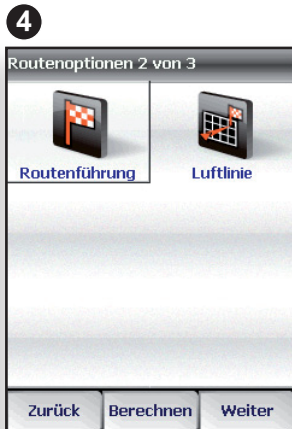 4
Routenoptionen 2 von 3
Routenführung Luftlinie
Zurück Berechnen Weiter